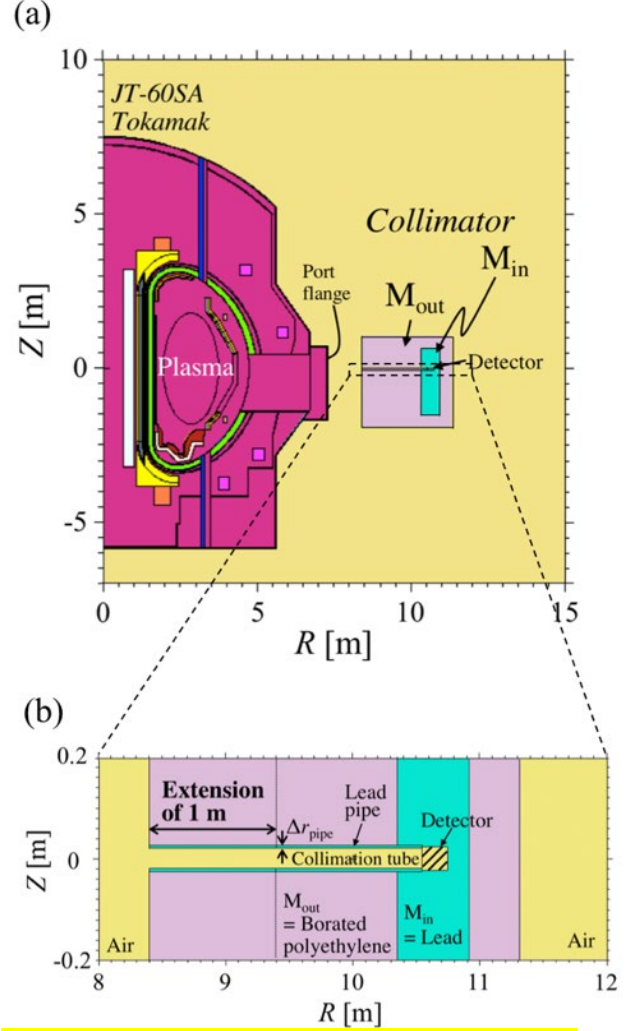 (a)
10
JT-60SA
Tokamak
5
Collimator
Port
flange
M_out
M_in
Z [m]
0
Plasma
Detector
-5
0
5
10
15
R [m]
(b)
0.2
Extension
of 1 m
Lead
pipe
Δr_pipe
Detector
Z [m]
0
Collimation tube
M_out
= Borated
polyethylene
M_in
= Lead
Air
Air
-0.2
8
9
10
11
12
R [m]